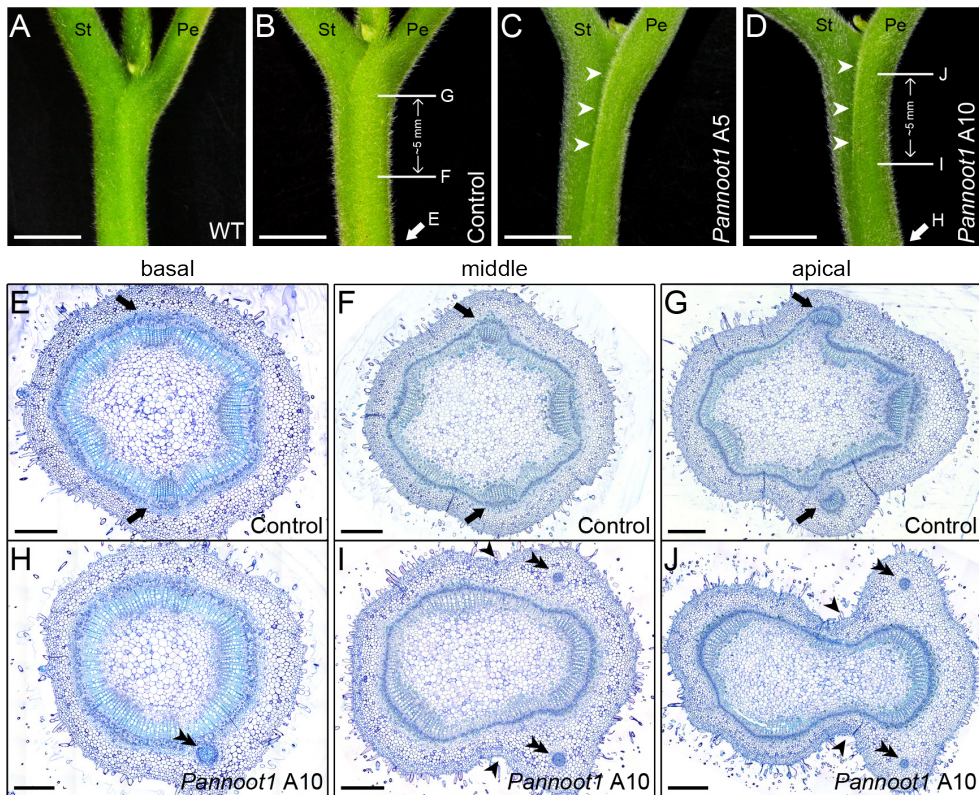 A
St
Pe
WT
B
St
Pe
G
~5 mm
F
E
Control
C
St
Pe
Pannoot1 A5
D
St
Pe
J
~5 mm
I
H
Pannoot1 A10
basal
middle
apical
E
Control
F
Control
G
Control
H
Pannoot1 A10
I
Pannoot1 A10
J
Pannoot1 A10